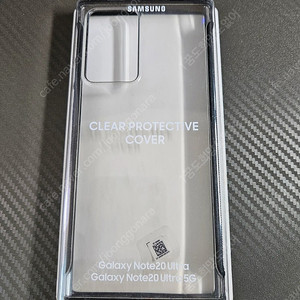 SAMSUNG
CLEAR PROTECTIVE
COVER
Galaxy Note20 Ultra
Galaxy Note20 Ultra 5G